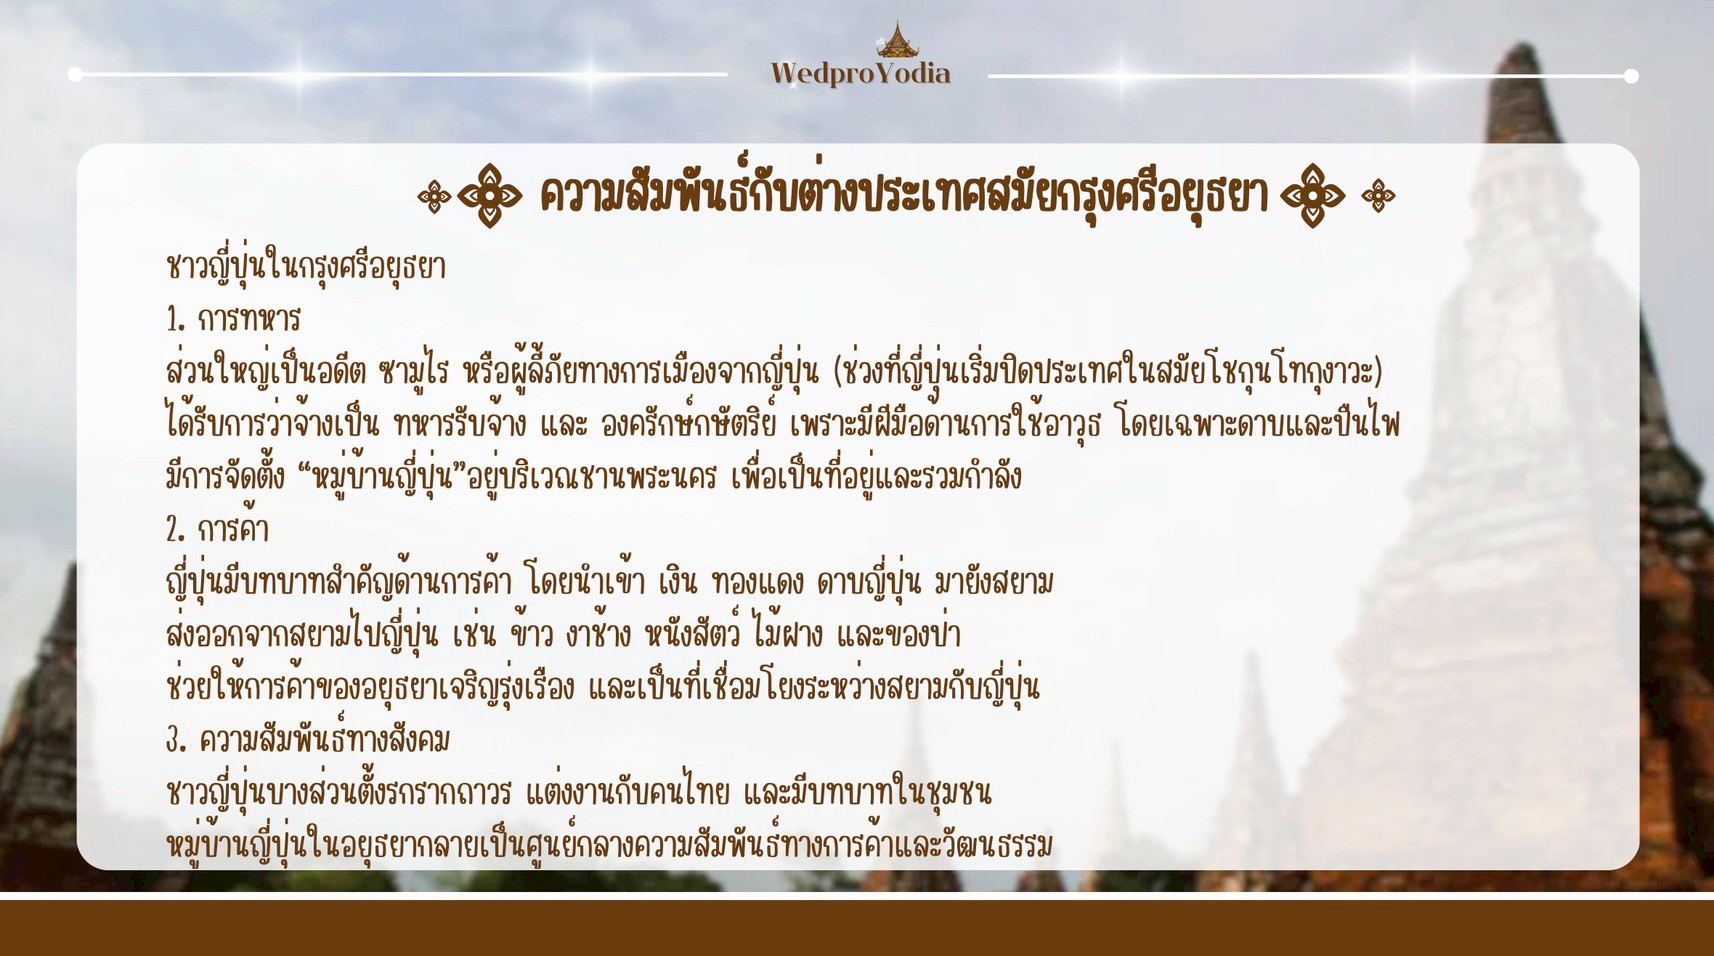 WedproYodia
ความสัมพันธ์กับต่างประเทศสมัยกรุงศรีอยุธยา
ชาวญี่ปุ่นในกรุงศรีอยุธยา
1. การทหาร
ส่วนใหญ่เป็นอดีต ซามูไร หรือผู้ลี้ภัยทางการเมืองจากญี่ปุ่น (ช่วงที่ญี่ปุ่นเริ่มปิดประเทศในสมัยโชกุนโทกุงาวะ)
ได้รับการว่าจ้างเป็น ทหารรับจ้าง และ องครักษ์กษัตริย์ เพราะมีฝีมือด้านการใช้อาวุธ โดยเฉพาะดาบและปืนไฟ
มีการจัดตั้ง “หมู่บ้านญี่ปุ่น”อยู่บริเวณชานพระนคร เพื่อเป็นที่อยู่และรวมกำลัง
2. การค้า
ญี่ปุ่นมีบทบาทสำคัญด้านการค้า โดยนำเข้า เงิน ทองแดง ดาบญี่ปุ่น มายังสยาม
ส่งออกจากสยามไปญี่ปุ่น เช่น ข้าว งาช้าง หนังสัตว์ ไม้ฝาง และของป่า
ช่วยให้การค้าของอยุธยาเจริญรุ่งเรือง และเป็นที่เชื่อมโยงระหว่างสยามกับญี่ปุ่น
3. ความสัมพันธ์ทางสังคม
ชาวญี่ปุ่นบางส่วนตั้งรกรากถาวร แต่งงานกับคนไทย และมีบทบาทในชุมชน
หมู่บ้านญี่ปุ่นในอยุธยากลายเป็นศูนย์กลางความสัมพันธ์ทางการค้าและวัฒนธรรม